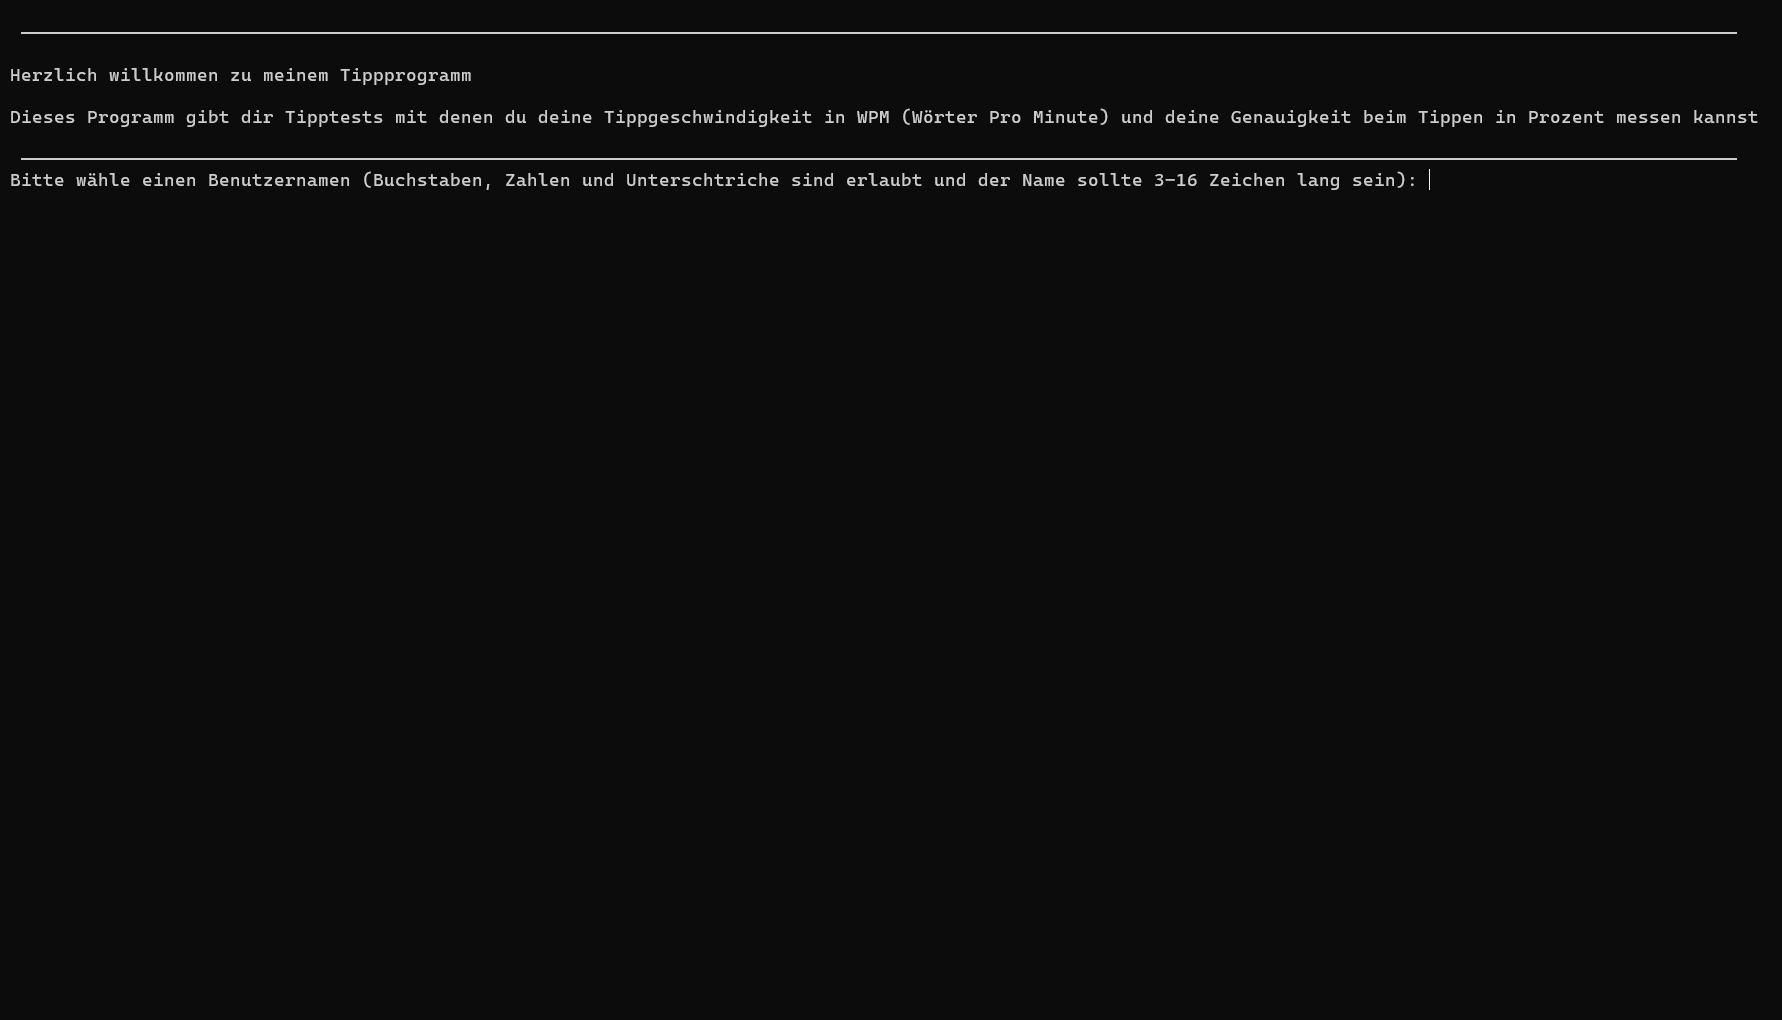 Herzlich willkommen zu meinem Tippprogramm
Dieses Programm gibt dir Tipptests mit denen du deine Tippgeschwindigkeit in WPM (Wörter Pro Minute) und deine Genauigkeit beim Tippen in Prozent messen kannst
Bitte wähle einen Benutzernamen (Buchstaben, Zahlen und Unterschtriche sind erlaubt und der Name sollte 3-16 Zeichen lang sein):